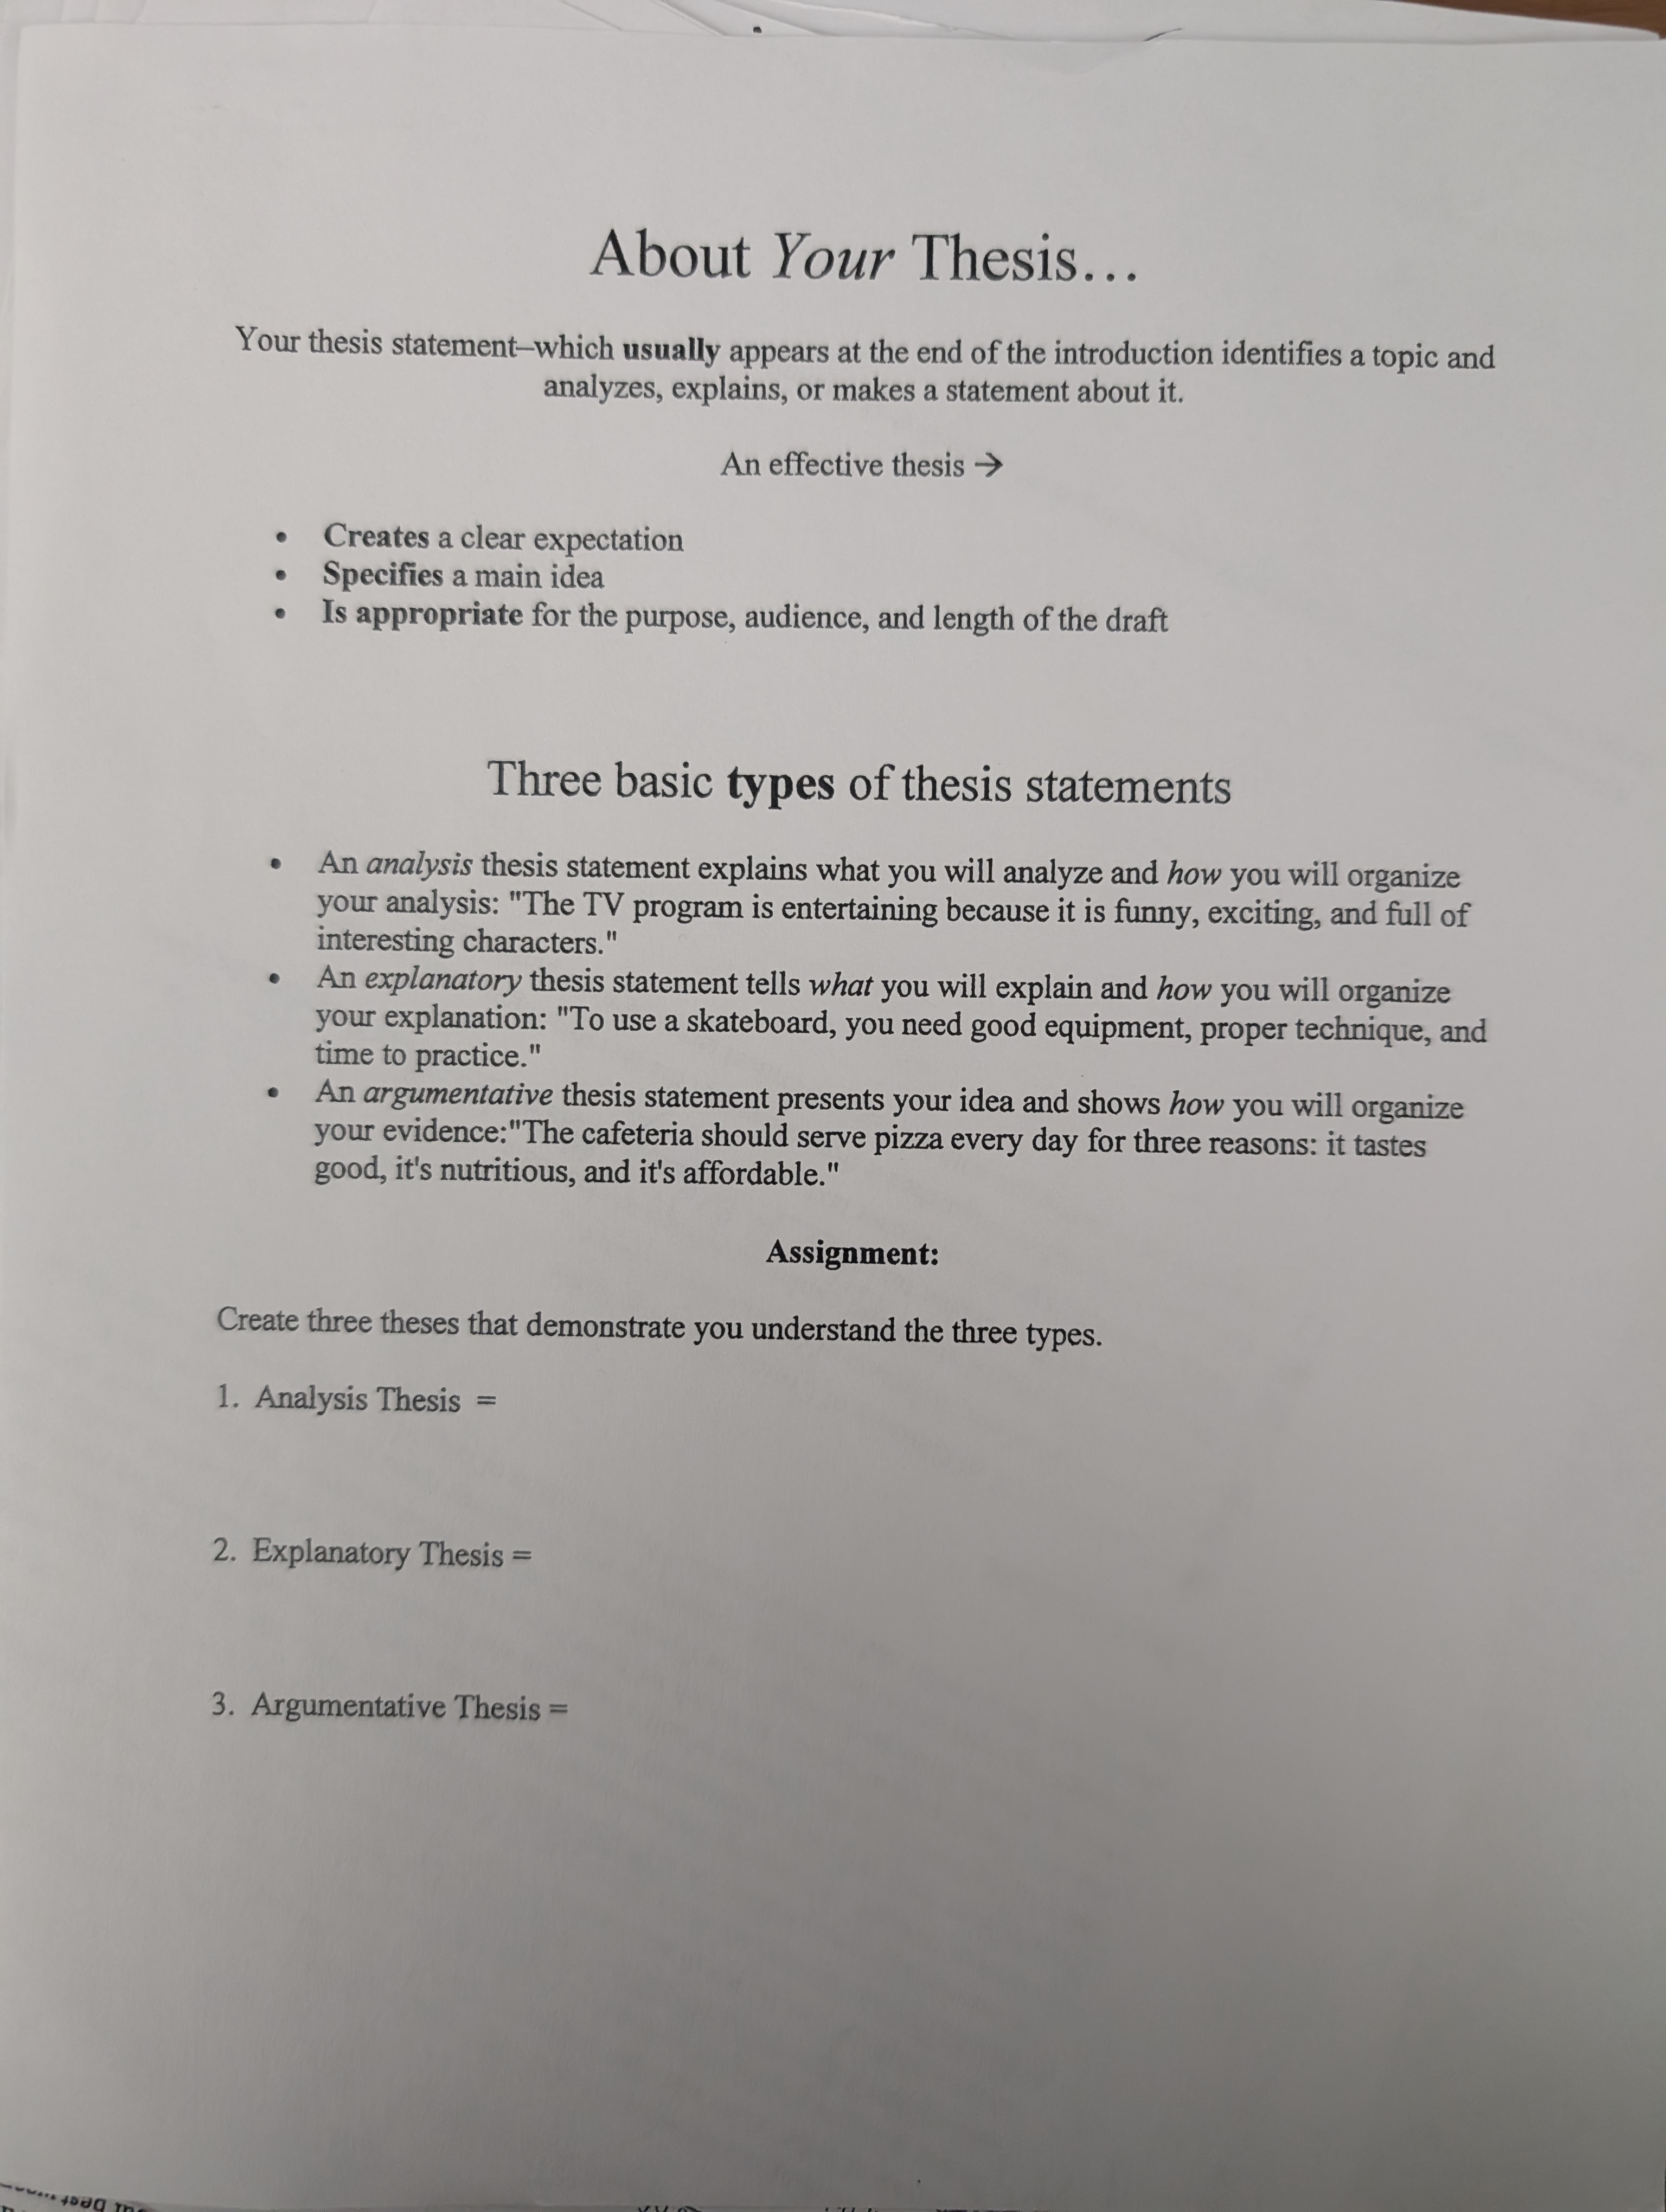 About Your Thesis...
Your thesis statement–which usually appears at the end of the introduction identifies a topic and
analyzes, explains, or makes a statement about it.
An effective thesis →
• Creates a clear expectation
• Specifies a main idea
• Is appropriate for the purpose, audience, and length of the draft
Three basic types of thesis statements
• An analysis thesis statement explains what you will analyze and how you will organize
your analysis: "The TV program is entertaining because it is funny, exciting, and full of
interesting characters."
• An explanatory thesis statement tells what you will explain and how you will organize
your explanation: "To use a skateboard, you need good equipment, proper technique, and
time to practice."
• An argumentative thesis statement presents your idea and shows how you will organize
your evidence:"The cafeteria should serve pizza every day for three reasons: it tastes
good, it's nutritious, and it's affordable."
Assignment:
Create three theses that demonstrate you understand the three types.
1. Analysis Thesis =
2. Explanatory Thesis =
3. Argumentative Thesis =